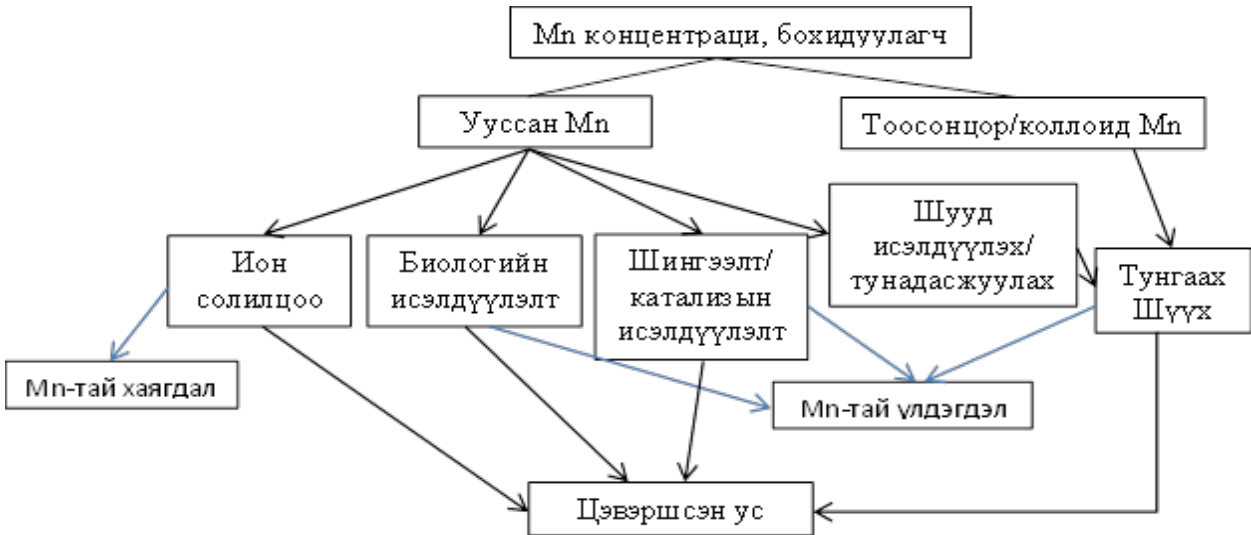 Mn концентраци, бохидуулагч
Ууссан Mn
Тоосонцор/коллоид Mn
Ион
солилцоо
Биологийн
исэлдүүлэлт
Шингээлт/
катализын
исэлдүүлэлт
Шууд
исэлдүүлэх/
тунадасжуулах
Тунгаах
Шүүх
Mn-тай хаягдал
Mn-тай үлдэгдэл
Цэвэршсэн ус